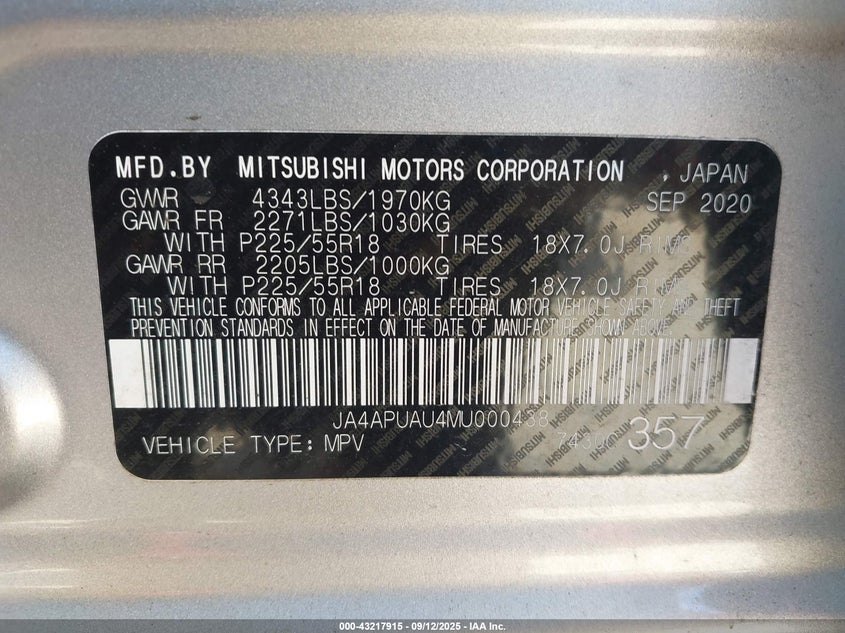 MFD.BY MITSUBISHI MOTORS CORPORATION , JAPAN
GVWR 4343LBS/1970KG SEP 2020
GAWR FR 2271LBS/1030KG
WITH P225/55R18 TIRES 18X7.0J RIMS
GAWR RR 2205LBS/1000KG
WITH P225/55R18 TIRES 18X7.0J RIMS
THIS VEHICLE CONFORMS TO ALL APPLICABLE FEDERAL MOTOR VEHICLE SAFETY AND THEFT
PREVENTION STANDARDS IN EFFECT ON THE DATE OF MANUFACTURE SHOWN ABOVE.
JA4APUAU4MU000438
VEHICLE TYPE: MPV 357
000-43217915 | 09/12/2025 | IAA Inc.